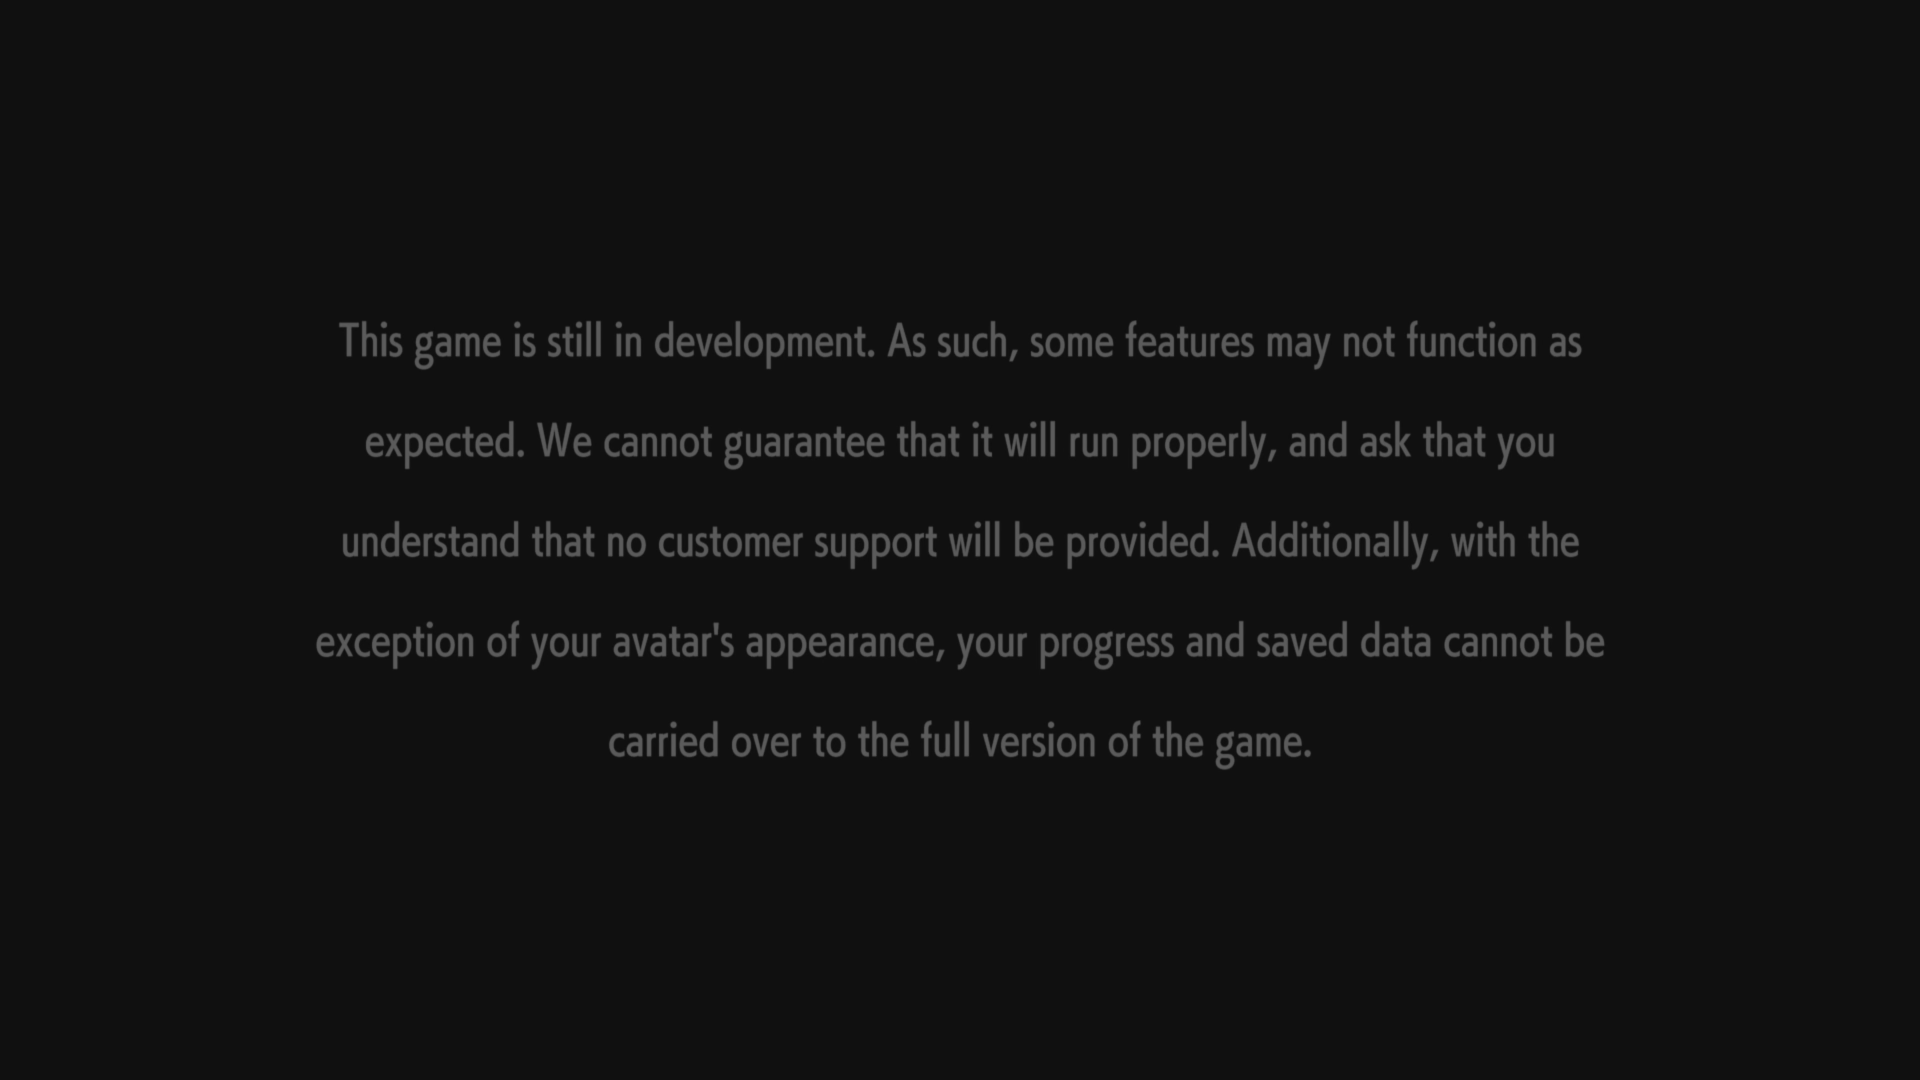 This game is still in development. As such, some features may not function as
expected. We cannot guarantee that it will run properly, and ask that you
understand that no customer support will be provided. Additionally, with the
exception of your avatar's appearance, your progress and saved data cannot be
carried over to the full version of the game.